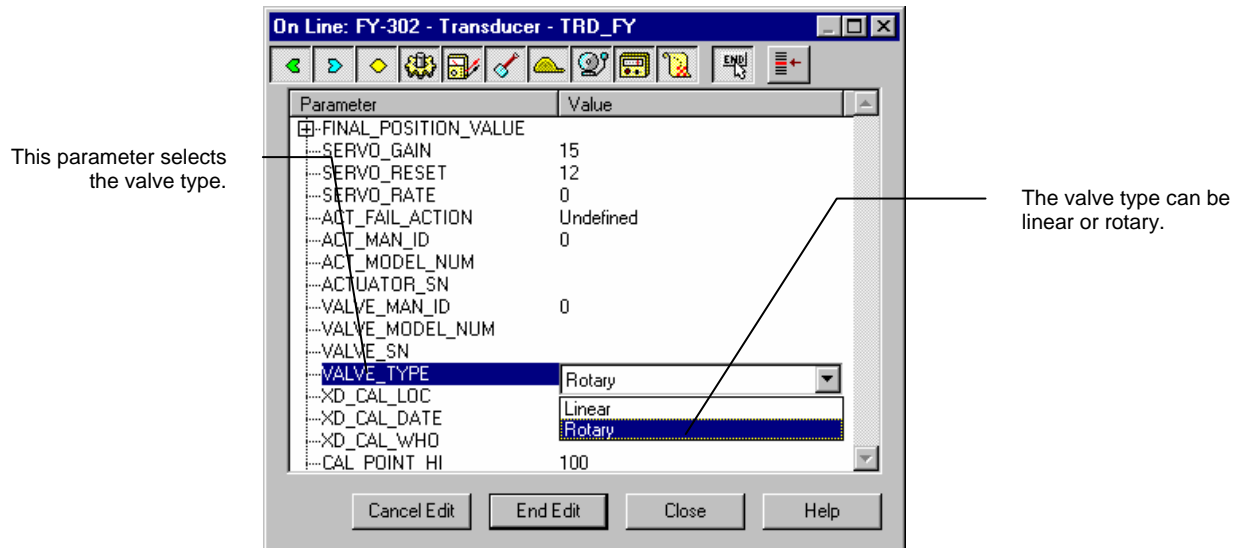 On Line: FY-302 - Transducer - TRD_FY
END
Parameter Value
FINAL_POSITION_VALUE
SERVO_GAIN 15
SERVO_RESET 12
SERVO_RATE 0
ACT_FAIL_ACTION Undefined
ACT_MAN_ID 0
ACT_MODEL_NUM
ACTUATOR_SN
VALVE_MAN_ID 0
VALVE_MODEL_NUM
VALVE_SN
VALVE_TYPE Rotary
Linear
Rotary
XD_CAL_LOC
XD_CAL_DATE
XD_CAL_WHO
CAL_POINT_HI 100
Cancel Edit End Edit Close Help
This parameter selects
the valve type.
The valve type can be
linear or rotary.